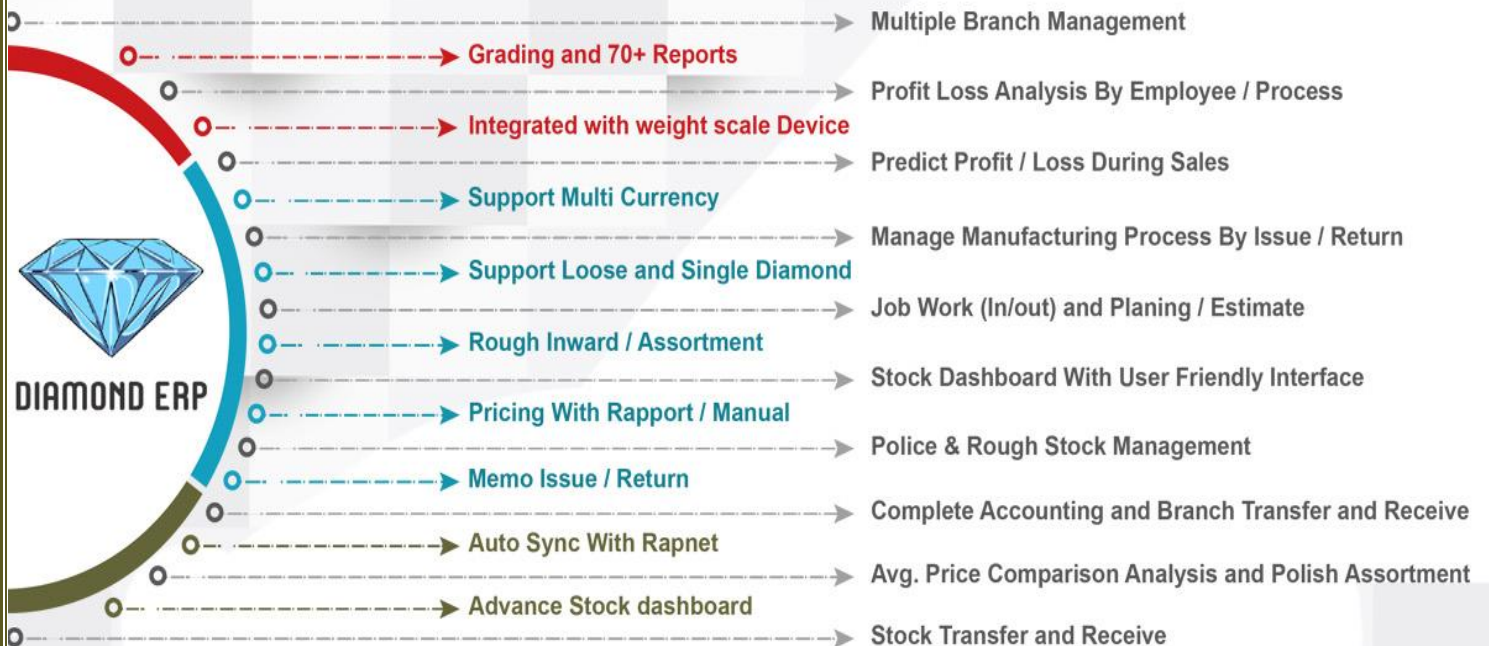 Multiple Branch Management
Grading and 70+ Reports
Profit Loss Analysis By Employee / Process
Integrated with weight scale Device
Predict Profit / Loss During Sales
Support Multi Currency
Manage Manufacturing Process By Issue / Return
Support Loose and Single Diamond
Job Work (In/out) and Planing / Estimate
Rough Inward / Assortment
Stock Dashboard With User Friendly Interface
DIAMOND ERP
Pricing With Rapport / Manual
Police & Rough Stock Management
Memo Issue / Return
Complete Accounting and Branch Transfer and Receive
Auto Sync With Rapnet
Avg. Price Comparison Analysis and Polish Assortment
Advance Stock dashboard
Stock Transfer and Receive